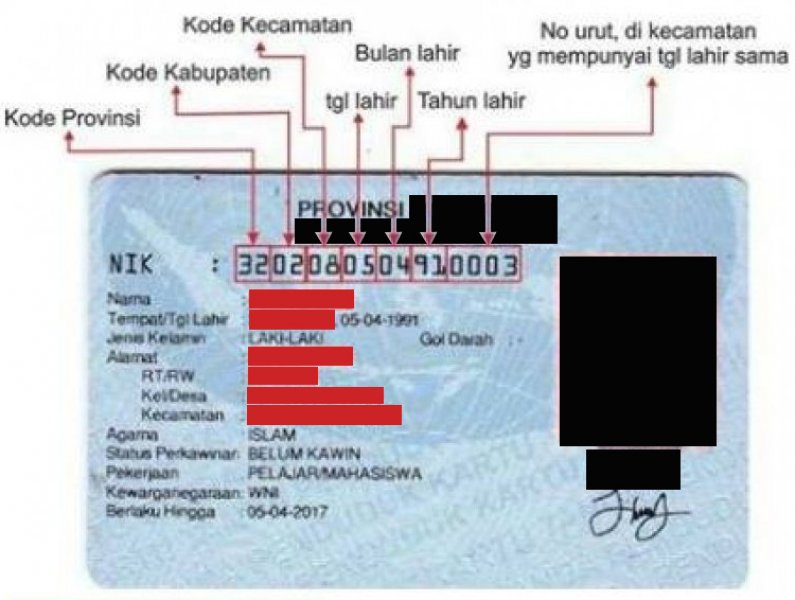 Kode Kecamatan
No urut, di kecamatan
yg mempunyai tgl lahir sama
Bulan lahir
Kode Kabupaten
tgl lahir
Tahun lahir
Kode Provinsi
PROVINSI
NIK : 3202080504910003
Nama :
Tempat/Tgl Lahir : , 05-04-1991
Jenis Kelamin : LAKI-LAKI Gol Darah : -
Alamat :
RT/RW :
Kel/Desa :
Kecamatan :
Agama : ISLAM
Status Perkawinan: BELUM KAWIN
Pekerjaan : PELAJAR/MAHASISWA
Kewarganegaraan: WNI
Berlaku Hingga : 05-04-2017